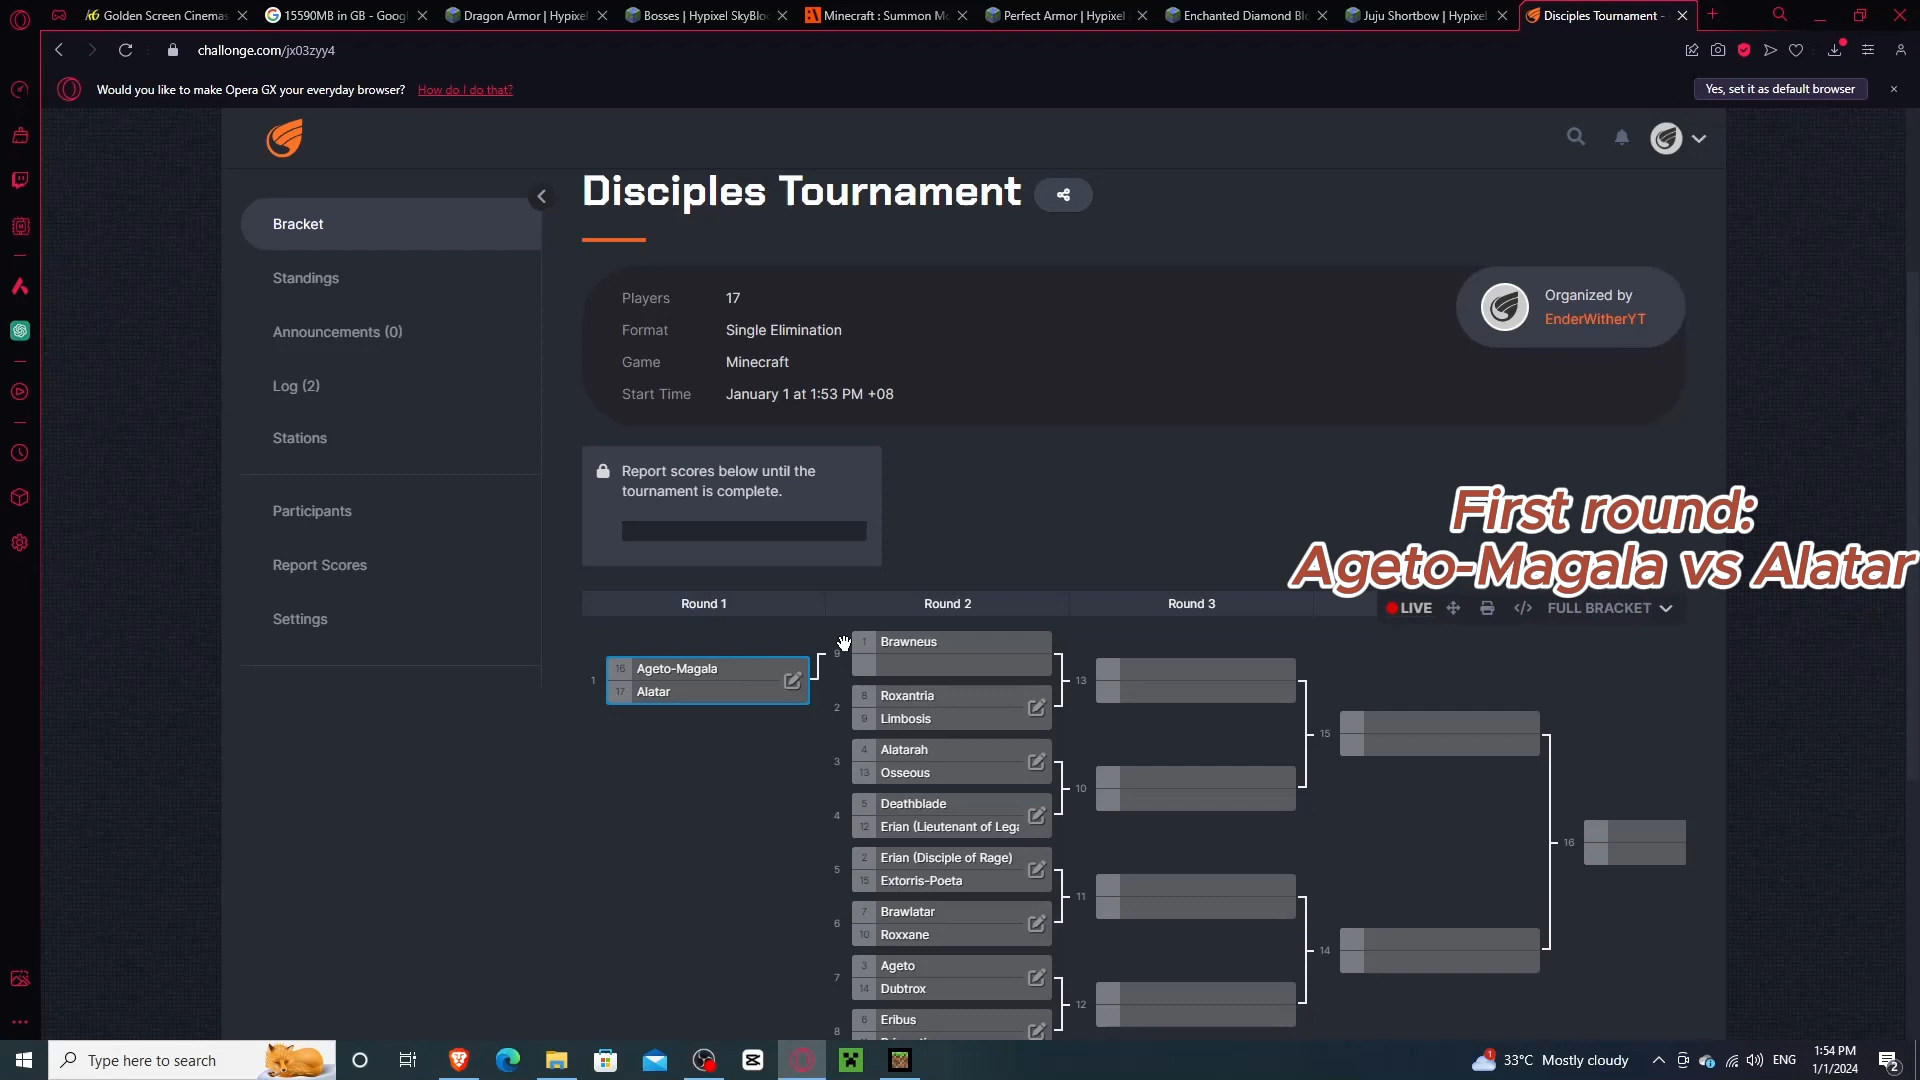 Golden Screen Cinemas
15590MB in GB - Goog
Dragon Armor | Hypixel
Bosses | Hypixel SkyBlo
Minecraft : Summon Mo
Perfect Armor | Hypixel
Enchanted Diamond Blo
Juju Shortbow | Hypixel
Disciples Tournament -
challonge.com/jx03zyy4
Would you like to make Opera GX your everyday browser? How do I do that?
Yes, set it as default browser
Disciples Tournament
Bracket
Standings
Announcements (0)
Log (2)
Stations
Participants
Report Scores
Settings
Players 17
Format Single Elimination
Game Minecraft
Start Time January 1 at 1:53 PM +08
Organized by
EnderWitherYT
Report scores below until the
tournament is complete.
First round:
Ageto-Magala vs Alatar
Round 1 Round 2 Round 3
LIVE FULL BRACKET
1
16 Ageto-Magala
17 Alatar
9
1 Brawneus
2
8 Roxantria
9 Limbosis
3
4 Alatarah
13 Osseous
4
5 Deathblade
12 Erian (Lieutenant of Lega
5
2 Erian (Disciple of Rage)
15 Extorris-Poeta
6
7 Brawlatar
10 Roxxane
7
3 Ageto
14 Dubtrox
8
6 Eribus
13
10
11
12
15
14
16
Type here to search
33°C Mostly cloudy
ENG
1:54 PM
1/1/2024
2